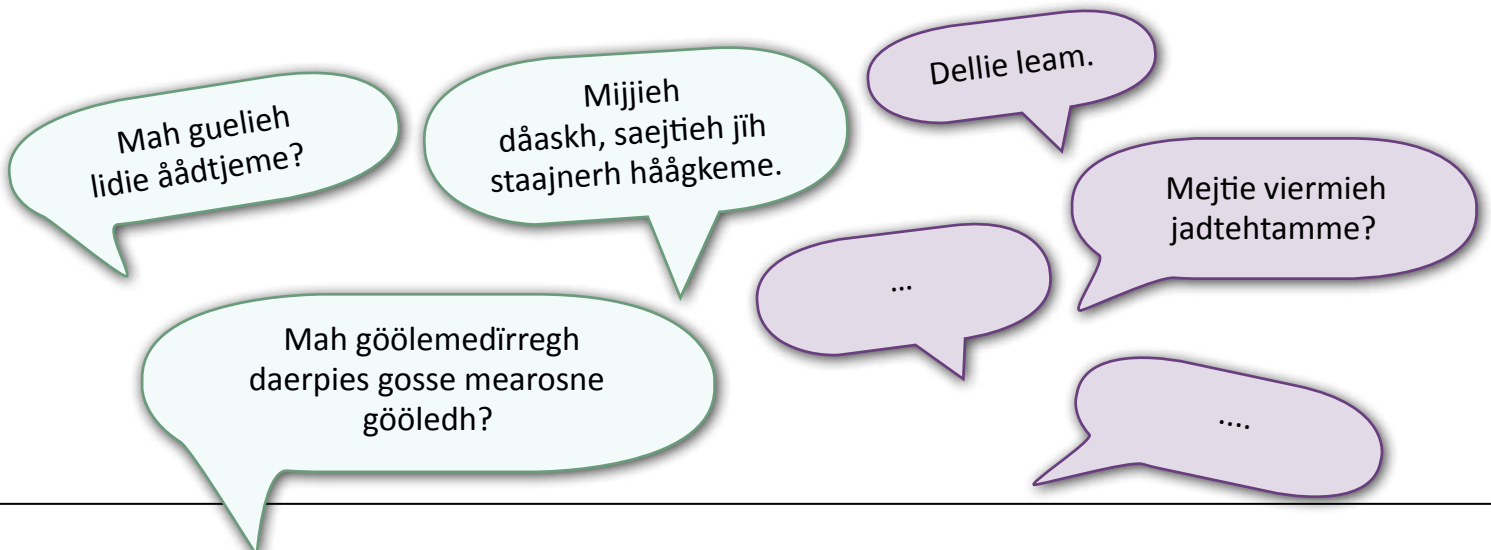 Mah guelieh
lidie åådtjeme?
Mijjieh
dåaskh, saejtieh jïh
staajnerh håågkeme.
Mah göölemedïrregh
daerpies gosse mearosne
gööledh?
Dellie leam.
Mejtie viermieh
jadtehtamme?
...
....